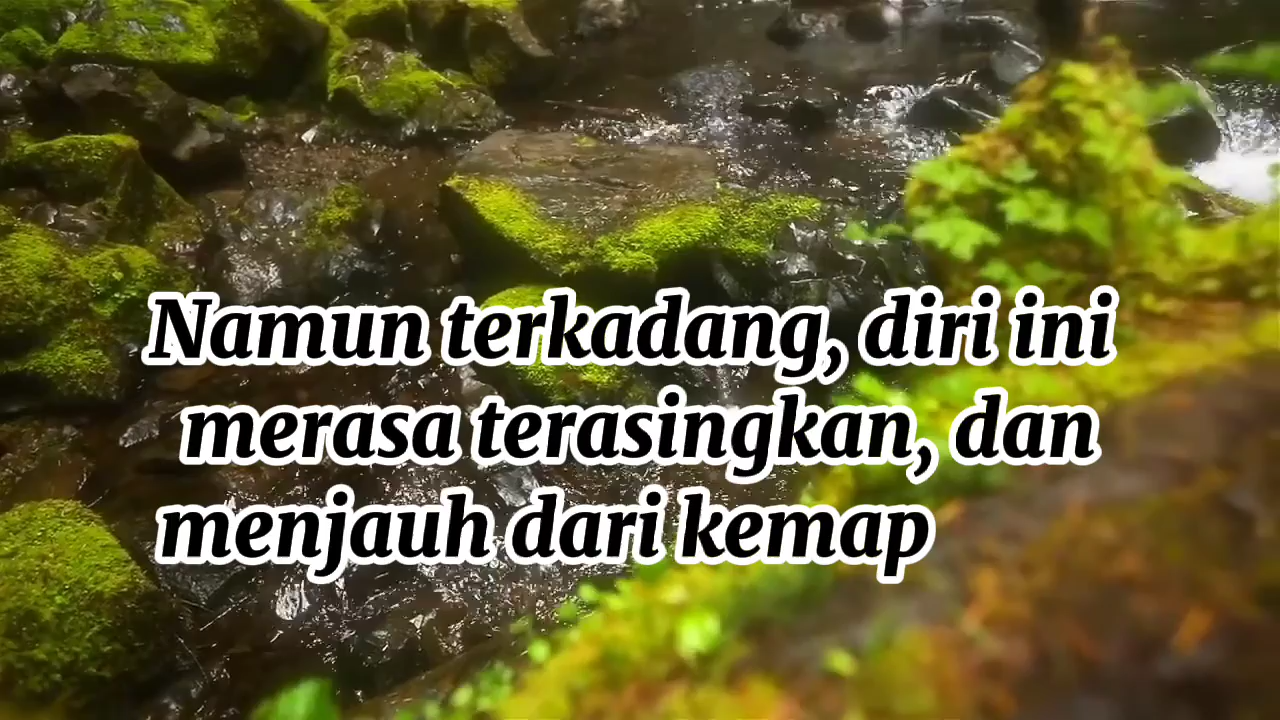 Namun terkadang, diri ini
merasa terasingkan, dan
menjauh dari kemap